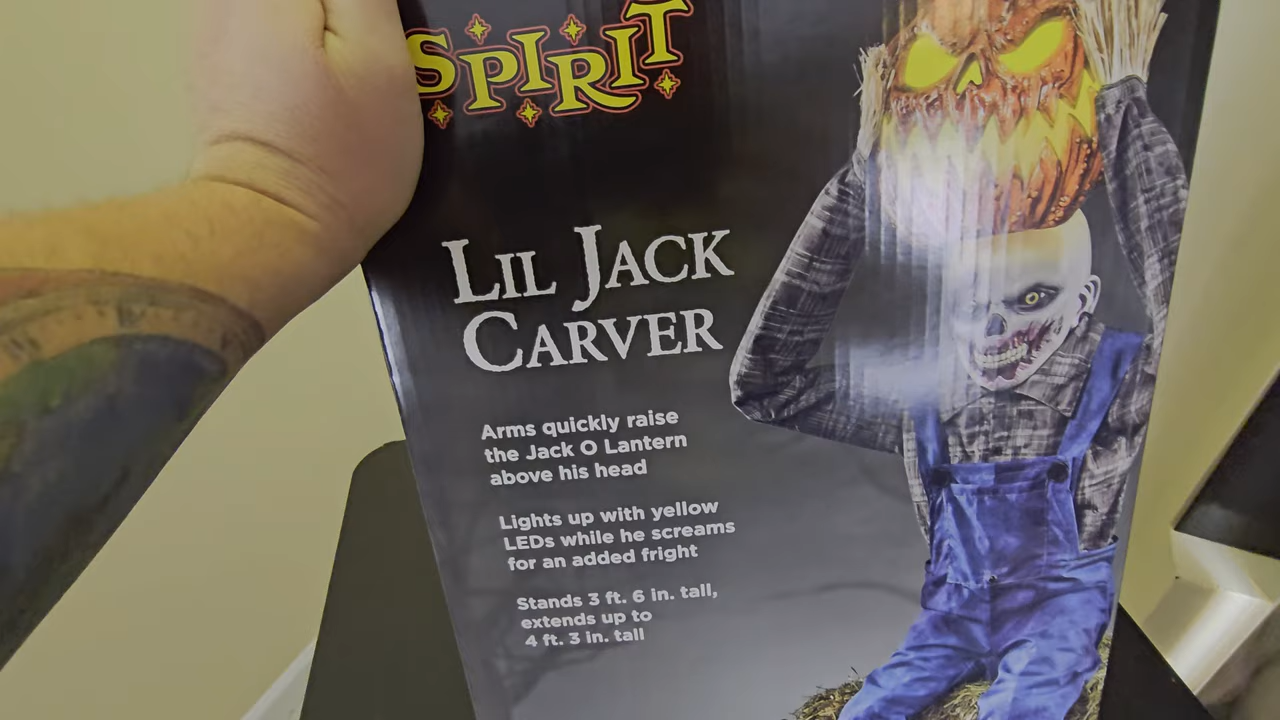 SPIRIT
LIL JACK
CARVER
Arms quickly raise
the Jack O Lantern
above his head
Lights up with yellow
LEDs while he screams
for an added fright
Stands 3 ft. 6 in. tall,
extends up to
4 ft. 3 in. tall